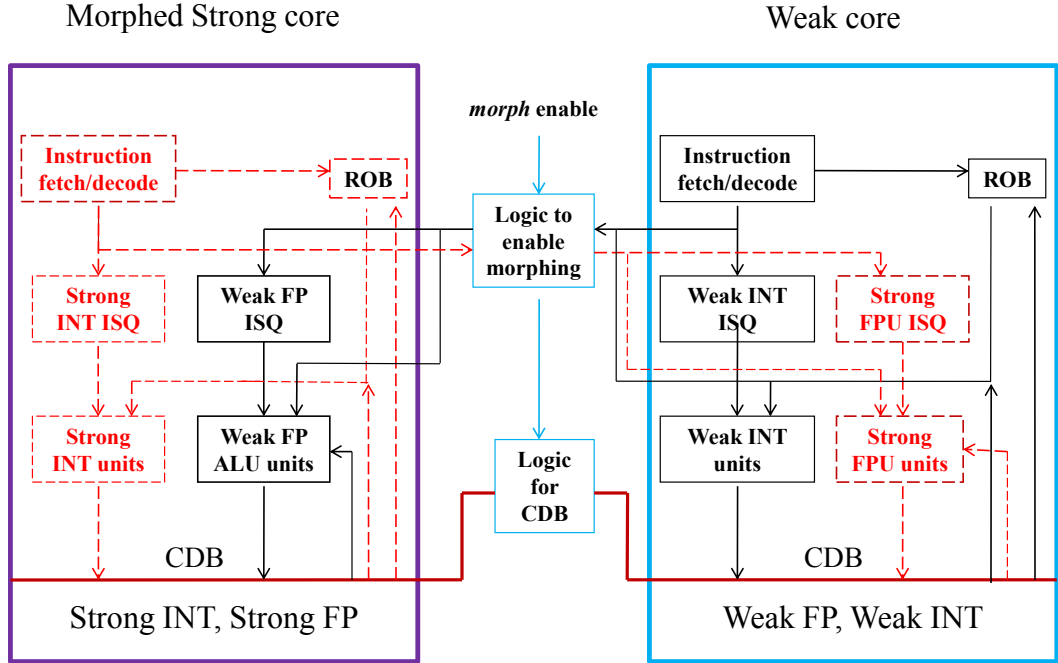 Morphed Strong core
Weak core
morph enable
Instruction
fetch/decode
ROB
Logic to
enable
morphing
Instruction
fetch/decode
ROB
Strong
INT ISQ
Weak FP
ISQ
Weak INT
ISQ
Strong
FPU ISQ
Strong
INT units
Weak FP
ALU units
Logic
for
CDB
Weak INT
units
Strong
FPU units
CDB
CDB
Strong INT, Strong FP
Weak FP, Weak INT